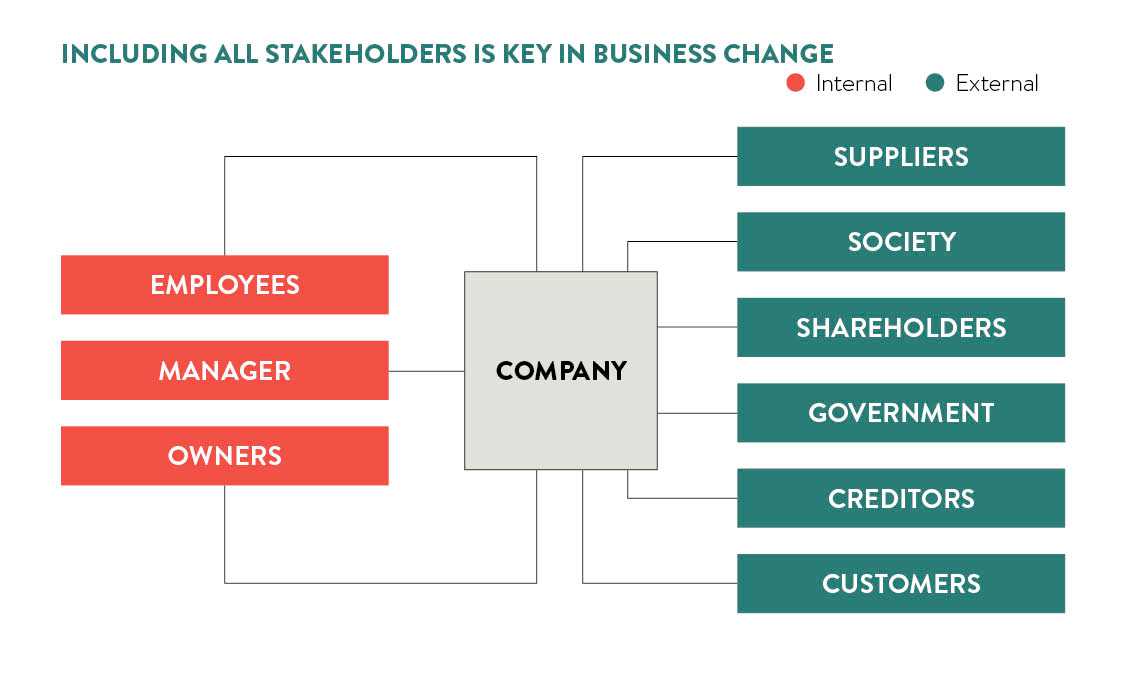 INCLUDING ALL STAKEHOLDERS IS KEY IN BUSINESS CHANGE
Internal
External
EMPLOYEES
MANAGER
OWNERS
COMPANY
SUPPLIERS
SOCIETY
SHAREHOLDERS
GOVERNMENT
CREDITORS
CUSTOMERS